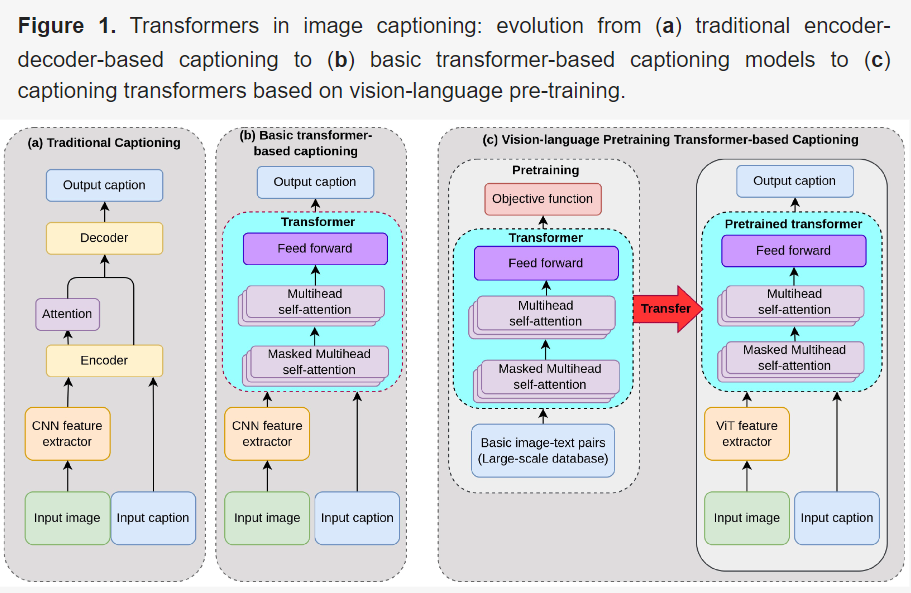 Figure 1. Transformers in image captioning: evolution from (a) traditional encoder-
decoder-based captioning to (b) basic transformer-based captioning models to (c)
captioning transformers based on vision-language pre-training.
(a) Traditional Captioning
Output caption
Decoder
Attention
Encoder
CNN feature
extractor
Input image
Input caption
(b) Basic transformer-
based captioning
Output caption
Transformer
Feed forward
Multihead
self-attention
Masked Multihead
self-attention
CNN feature
extractor
Input image
Input caption
(c) Vision-language Pretraining Transformer-based Captioning
Pretraining
Objective function
Transformer
Feed forward
Multihead
self-attention
Masked Multihead
self-attention
Basic image-text pairs
(Large-scale database)
Transfer
Output caption
Pretrained transformer
Feed forward
Multihead
self-attention
Masked Multihead
self-attention
ViT feature
extractor
Input image
Input caption